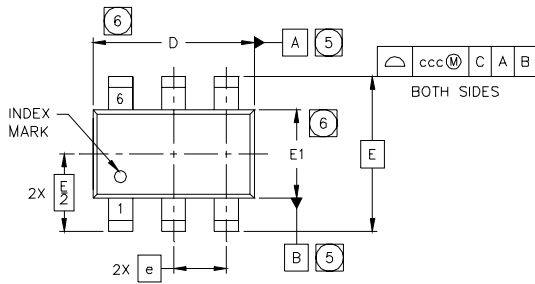 6
D
A 5
ccc Ⓜ C A B
BOTH SIDES
6
INDEX
MARK
6
E1
E
2X E/2
1
B 5
2X e